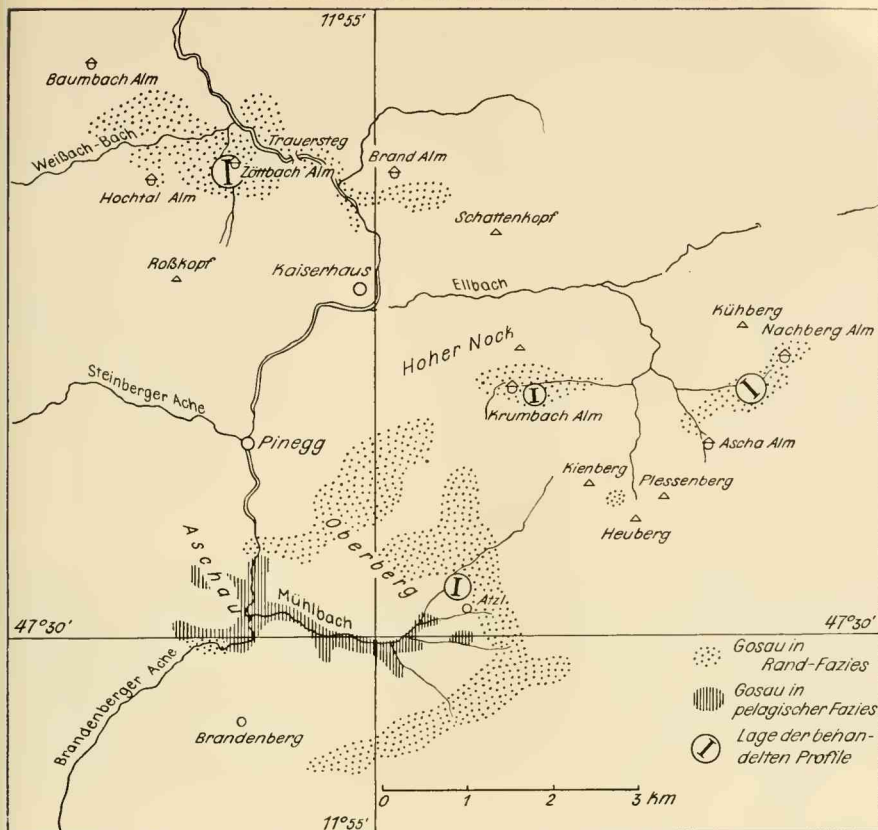 11°55'
Baumbach Alm
Weißach-Bach
Trauersteg
Zöttbach Alm
Brand Alm
Hochtal Alm
Schattenkopf
Roßkopf
Kaiserhaus
Ellbach
Kühberg
Nachberg Alm
Hoher Nock
Steinberger Ache
Krumbach Alm
Pinegg
Ascha Alm
Kienberg
Plessenberg
Heuberg
Oberberg
Aschau
Mühlbach
Atzl
47°30'
47°30'
Brandenberger Ache
Brandenberg
Gosau in
Rand-Fazies
Gosau in
pelagischer Fazies
Lage der behan-
delten Profile
0 1 2 3 km
11°55'